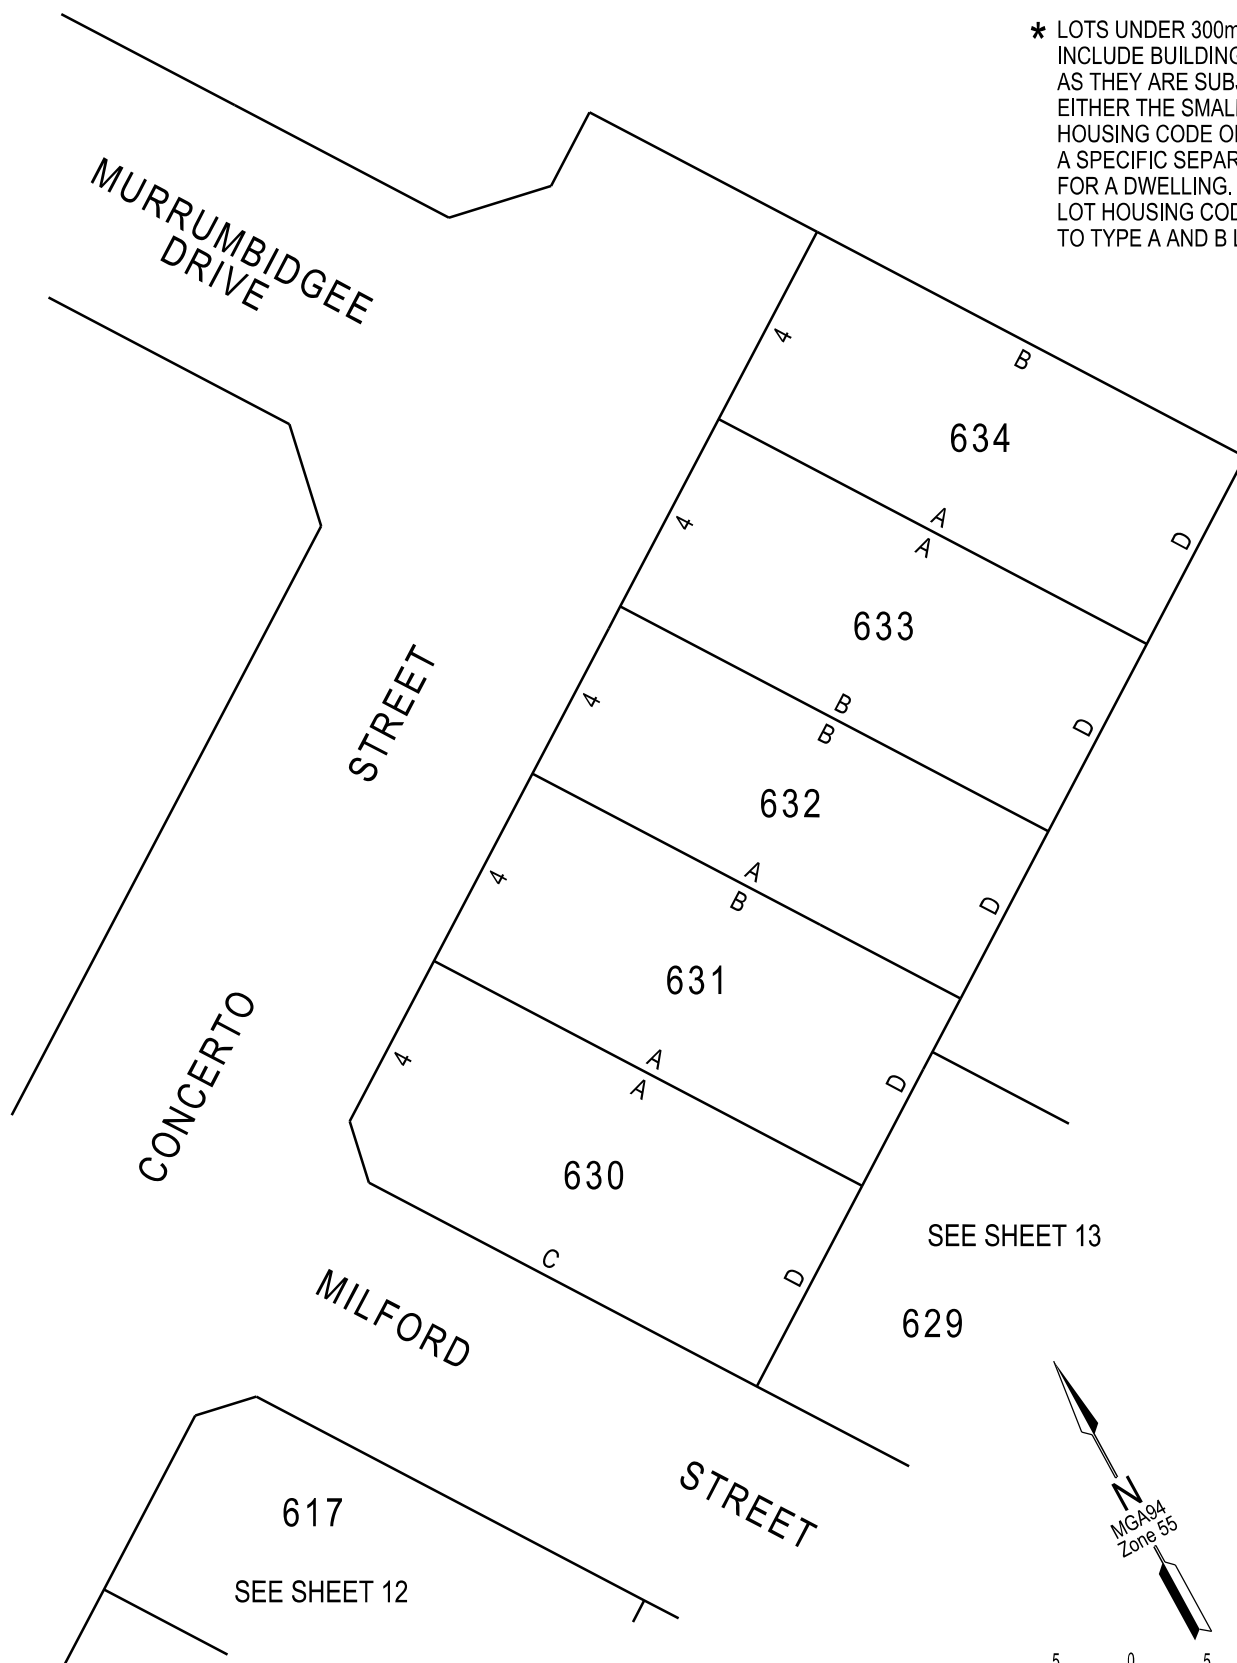 * LOTS UNDER 300m
INCLUDE BUILDING
AS THEY ARE SUB
EITHER THE SMAL
HOUSING CODE O
A SPECIFIC SEPAR
FOR A DWELLING.
LOT HOUSING COD
TO TYPE A AND B L
MURRUMBIDGEE
DRIVE
4
B
634
A
D
4
A
633
B
D
4
B
632
A
D
STREET
4
B
631
A
D
CONCERTO
4
A
630
C
D
SEE SHEET 13
629
MILFORD
STREET
617
SEE SHEET 12
N
MGA94
Zone 55
5 0 5